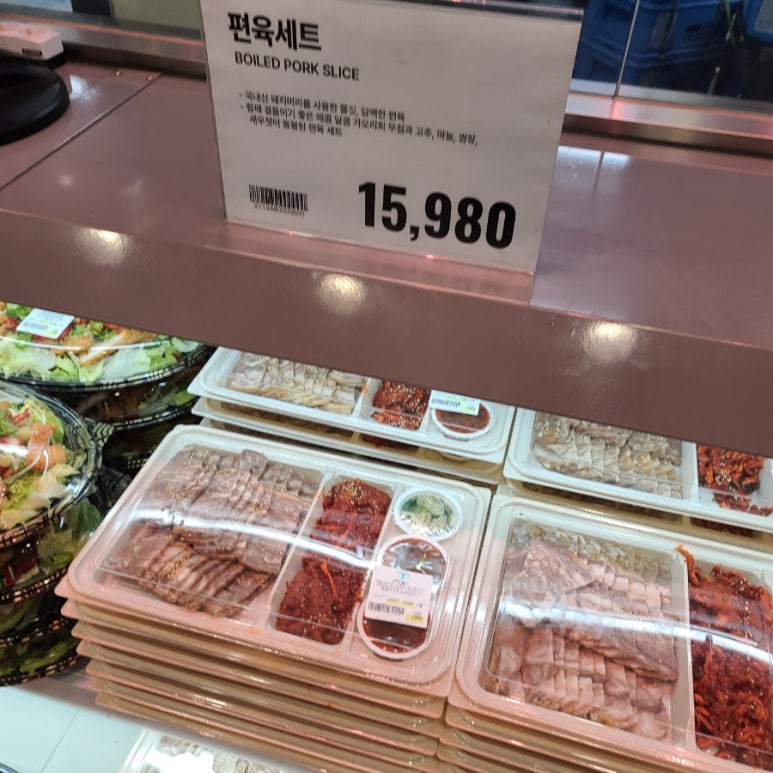 편육세트
BOILED PORK SLICE
- 국내산 돼지머리를 사용한 쫄깃, 담백한 편육
- 함께 곁들이기 좋은 매콤 달콤 가오리회 무침과 고추, 마늘, 쌈장,
새우젓이 동봉된 편육 세트
15,980